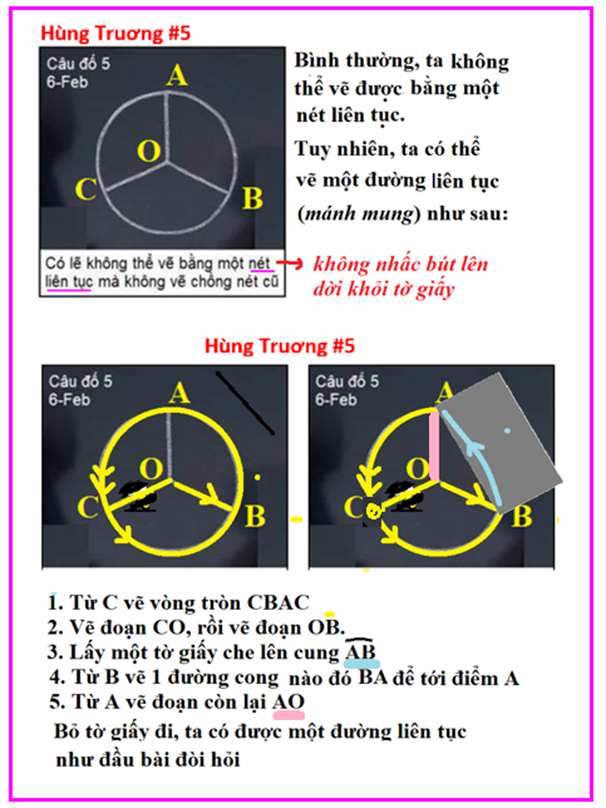 Hùng Truơng #5
Câu đố 5
6-Feb
A
O
C
B
Có lẽ không thể vẽ bằng một nét
liên tục mà không vẽ chồng nét cũ
Bình thường, ta không
thể vẽ được bằng một
nét liên tục.
Tuy nhiên, ta có thể
vẽ một đường liên tục
(mánh mung) như sau:
không nhấc bút lên
dời khỏi tờ giấy
Hùng Truơng #5
Câu đố 5
6-Feb
A
O
C
B
Câu đố 5
6-Feb
A
O
C
B
1. Từ C vẽ vòng tròn CBAC
2. Vẽ đoạn CO, rồi vẽ đoạn OB.
3. Lấy một tờ giấy che lên cung AB
4. Từ B vẽ 1 đường cong nào đó BA để tới điểm A
5. Từ A vẽ đoạn còn lại AO
Bỏ tờ giấy đi, ta có được một đường liên tục
như đầu bài đòi hỏi